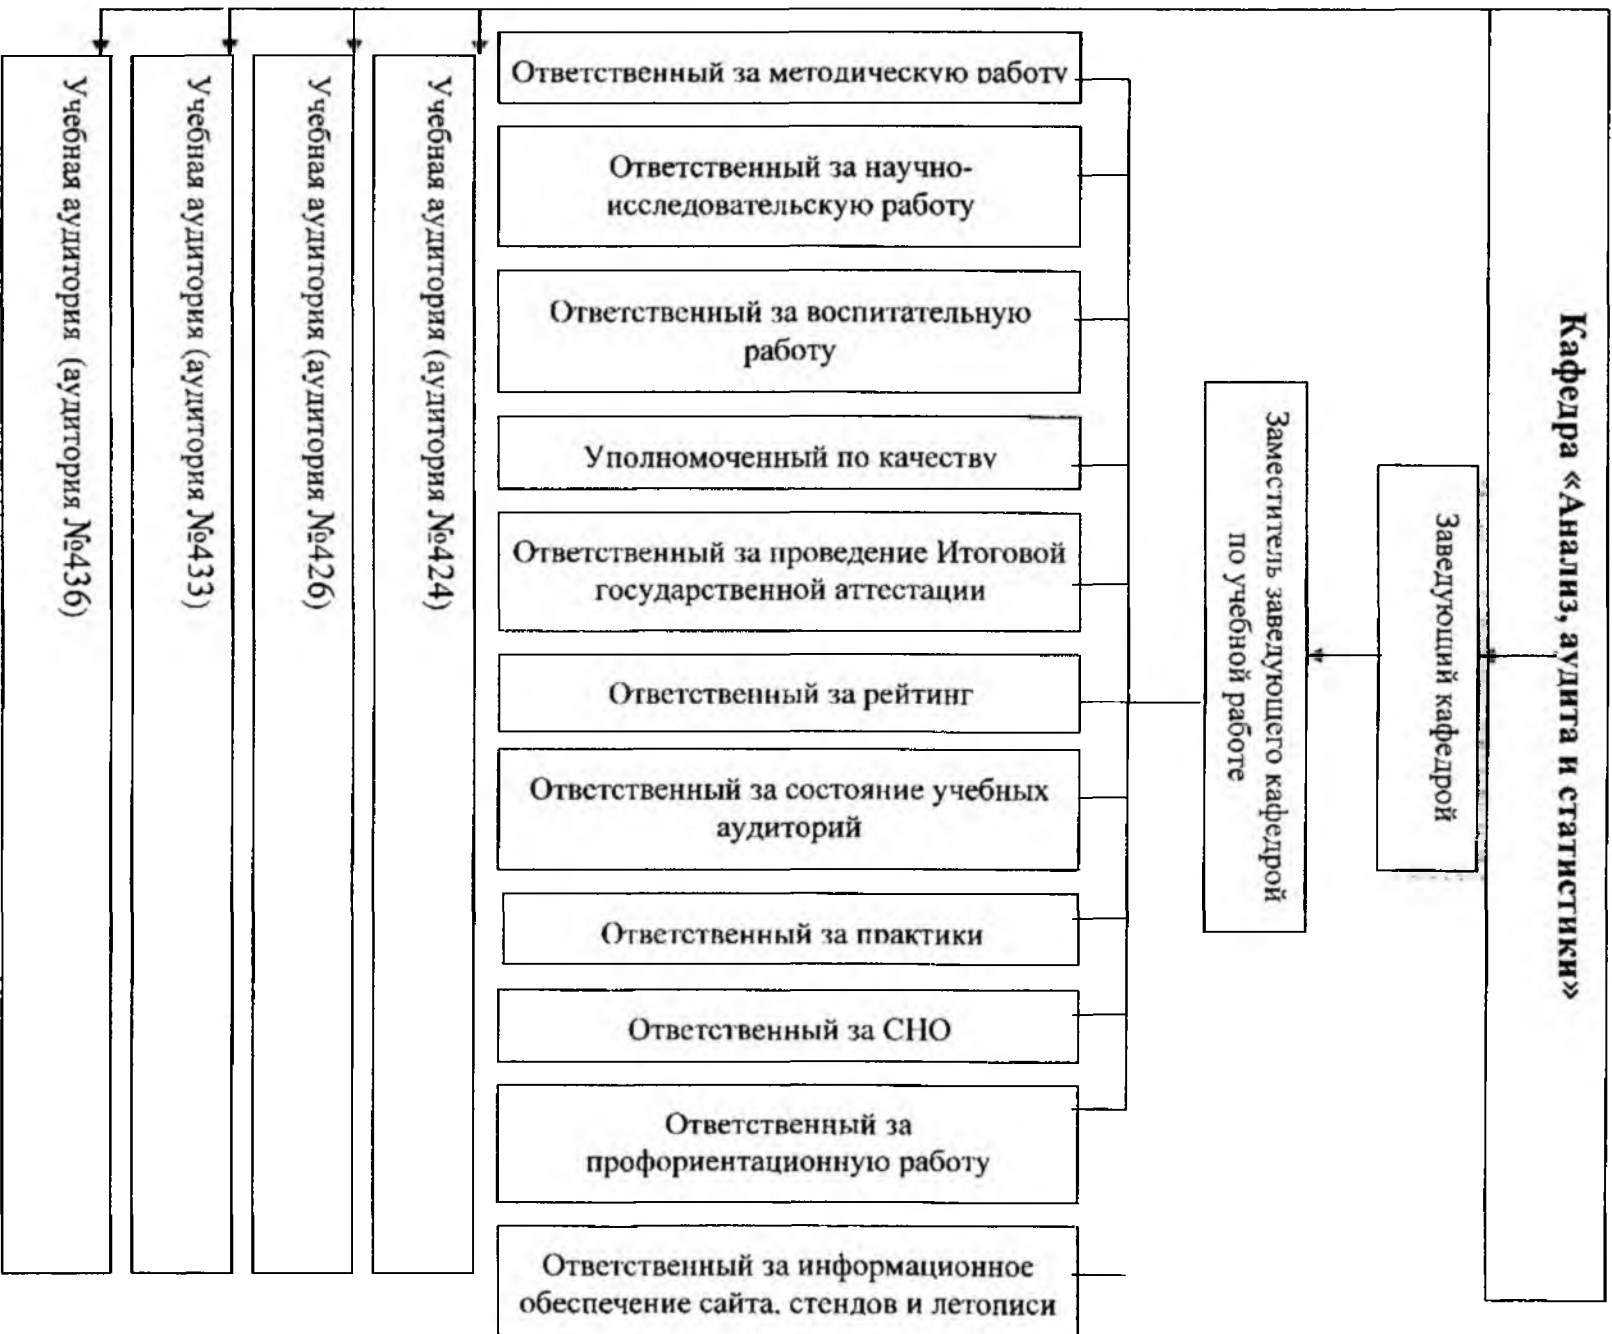 Кафедра «Анализ, аудита и статистики»
Заведующий кафедрой
Заместитель заведующего кафедрой
по учебной работе
Ответственный за методическую работу
Ответственный за научно-
исследовательскую работу
Ответственный за воспитательную
работу
Уполномоченный по качеству
Ответственный за проведение Итоговой
государственной аттестации
Ответственный за рейтинг
Ответственный за состояние учебных
аудиторий
Ответственный за практики
Ответственный за СНО
Ответственный за
профориентационную работу
Ответственный за информационное
обеспечение сайта, стендов и летописи
Учебная аудитория (аудитория №424)
Учебная аудитория (аудитория №426)
Учебная аудитория (аудитория №433)
Учебная аудитория (аудитория №436)